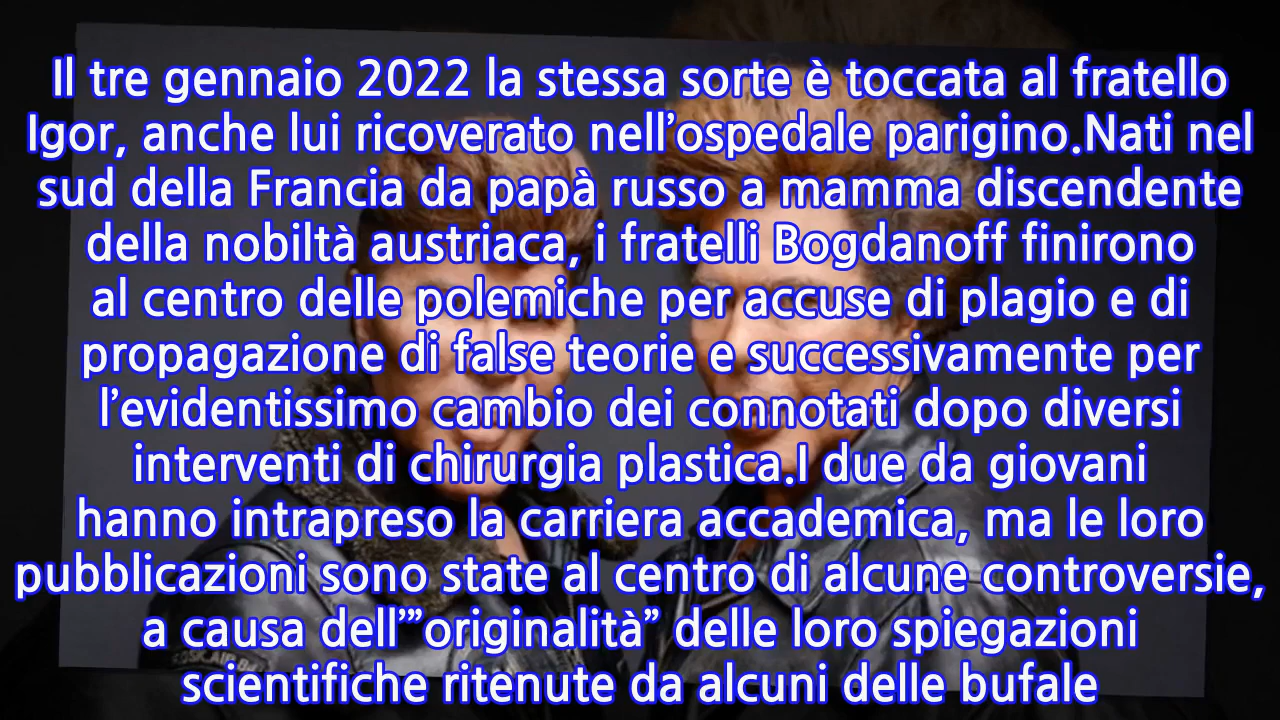 Il tre gennaio 2022 la stessa sorte è toccata al fratello
Igor, anche lui ricoverato nell’ospedale parigino.Nati nel
sud della Francia da papà russo a mamma discendente
della nobiltà austriaca, i fratelli Bogdanoff finirono
al centro delle polemiche per accuse di plagio e di
propagazione di false teorie e successivamente per
l’evidentissimo cambio dei connotati dopo diversi
interventi di chirurgia plastica.I due da giovani
hanno intrapreso la carriera accademica, ma le loro
pubblicazioni sono state al centro di alcune controversie,
a causa dell’”originalità” delle loro spiegazioni
scientifiche ritenute da alcuni delle bufale